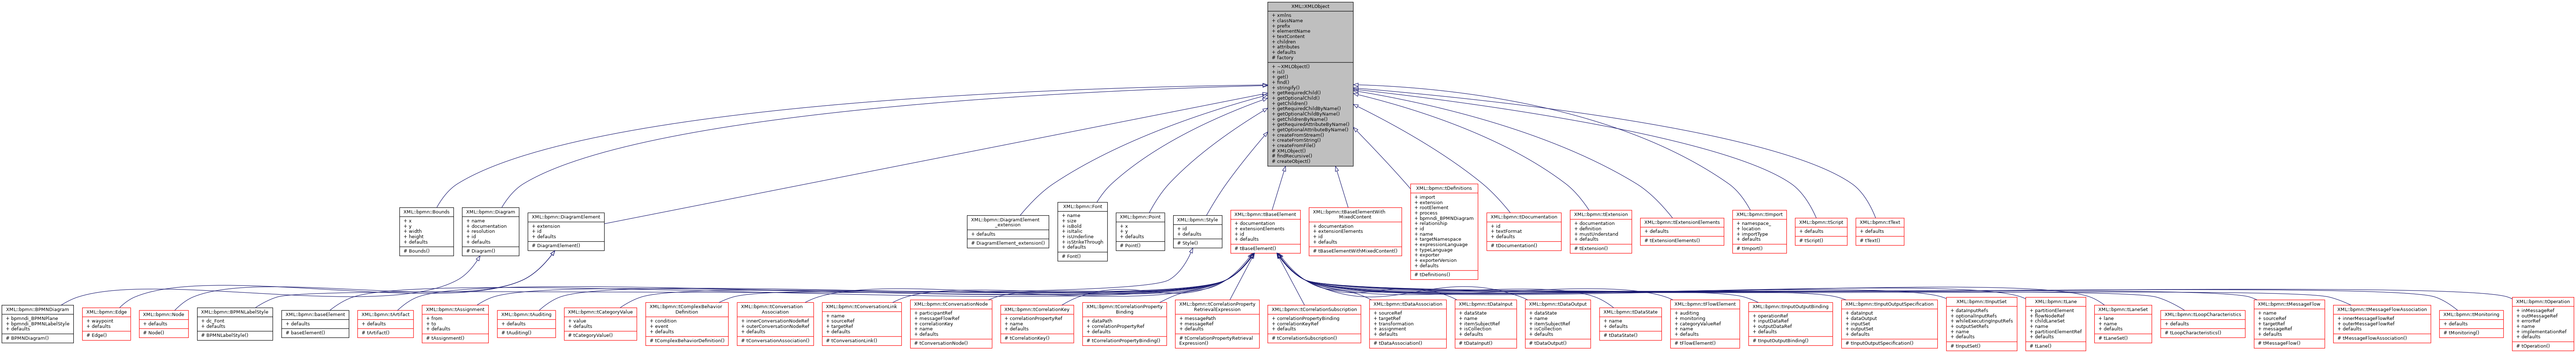 XML::XMLObject
+ xmlns
+ className
+ prefix
+ elementName
+ textContent
+ children
+ attributes
+ defaults
# factory
+ ~XMLObject()
+ is()
+ get()
+ find()
+ stringify()
+ getRequiredChild()
+ getOptionalChild()
+ getChildren()
+ getRequiredChildByName()
+ getOptionalChildByName()
+ getChildrenByName()
+ getRequiredAttributeByName()
+ getOptionalAttributeByName()
+ createFromStream()
+ createFromString()
+ createFromFile()
# XMLObject()
# findRecursive()
# createObject()
XML::bpmn::Bounds
+ x
+ y
+ width
+ height
+ defaults
# Bounds()
XML::bpmn::Diagram
+ name
+ documentation
+ resolution
+ id
+ defaults
# Diagram()
XML::bpmn::DiagramElement
+ extension
+ id
+ defaults
# DiagramElement()
XML::bpmn::DiagramElement
_extension
+ defaults
# DiagramElement_extension()
XML::bpmn::Font
+ name
+ size
+ isBold
+ isItalic
+ isUnderline
+ isStrikeThrough
+ defaults
# Font()
XML::bpmn::Point
+ x
+ y
+ defaults
# Point()
XML::bpmn::Style
+ id
+ defaults
# Style()
XML::bpmn::tBaseElement
+ documentation
+ extensionElements
+ id
+ defaults
# tBaseElement()
XML::bpmn::tBaseElementWith
MixedContent
+ documentation
+ extensionElements
+ id
+ defaults
# tBaseElementWithMixedContent()
XML::bpmn::tDefinitions
+ import
+ extension
+ rootElement
+ process
+ bpmndi_BPMNDiagram
+ relationship
+ id
+ name
+ targetNamespace
+ expressionLanguage
+ typeLanguage
+ exporter
+ exporterVersion
+ defaults
# tDefinitions()
XML::bpmn::tDocumentation
+ id
+ textFormat
+ defaults
# tDocumentation()
XML::bpmn::tExtension
+ documentation
+ definition
+ mustUnderstand
+ defaults
# tExtension()
XML::bpmn::tExtensionElements
+ defaults
# tExtensionElements()
XML::bpmn::tImport
+ namespace_
+ location
+ importType
+ defaults
# tImport()
XML::bpmn::tScript
+ defaults
# tScript()
XML::bpmn::tText
+ defaults
# tText()
XML::bpmn::BPMNDiagram
+ bpmndi_BPMNPlane
+ bpmndi_BPMNLabelStyle
+ defaults
# BPMNDiagram()
XML::bpmn::Edge
+ waypoint
+ defaults
# Edge()
XML::bpmn::Node
+ defaults
# Node()
XML::bpmn::BPMNLabelStyle
+ dc_Font
+ defaults
# BPMNLabelStyle()
XML::bpmn::baseElement
+ defaults
# baseElement()
XML::bpmn::tArtifact
+ defaults
# tArtifact()
XML::bpmn::tAssignment
+ from
+ to
+ defaults
# tAssignment()
XML::bpmn::tAuditing
+ defaults
# tAuditing()
XML::bpmn::tCategoryValue
+ value
+ defaults
# tCategoryValue()
XML::bpmn::tComplexBehavior
Definition
+ condition
+ event
+ defaults
# tComplexBehaviorDefinition()
XML::bpmn::tConversation
Association
+ innerConversationNodeRef
+ outerConversationNodeRef
+ defaults
# tConversationAssociation()
XML::bpmn::tConversationLink
+ name
+ sourceRef
+ targetRef
+ defaults
# tConversationLink()
XML::bpmn::tConversationNode
+ participantRef
+ messageFlowRef
+ correlationKey
+ name
+ defaults
# tConversationNode()
XML::bpmn::tCorrelationKey
+ correlationPropertyRef
+ name
+ defaults
# tCorrelationKey()
XML::bpmn::tCorrelationProperty
Binding
+ dataPath
+ correlationPropertyRef
+ defaults
# tCorrelationPropertyBinding()
XML::bpmn::tCorrelationProperty
RetrievalExpression
+ messagePath
+ messageRef
+ defaults
# tCorrelationPropertyRetrieval
Expression()
XML::bpmn::tCorrelationSubscription
+ correlationPropertyBinding
+ correlationKeyRef
+ defaults
# tCorrelationSubscription()
XML::bpmn::tDataAssociation
+ sourceRef
+ targetRef
+ transformation
+ assignment
+ defaults
# tDataAssociation()
XML::bpmn::tDataInput
+ dataState
+ name
+ itemSubjectRef
+ isCollection
+ defaults
# tDataInput()
XML::bpmn::tDataOutput
+ dataState
+ name
+ itemSubjectRef
+ isCollection
+ defaults
# tDataOutput()
XML::bpmn::tDataState
+ name
+ defaults
# tDataState()
XML::bpmn::tFlowElement
+ auditing
+ monitoring
+ categoryValueRef
+ name
+ defaults
# tFlowElement()
XML::bpmn::tInputOutputBinding
+ operationRef
+ inputDataRef
+ outputDataRef
+ defaults
# tInputOutputBinding()
XML::bpmn::tInputOutputSpecification
+ dataInput
+ dataOutput
+ inputSet
+ outputSet
+ defaults
# tInputOutputSpecification()
XML::bpmn::tInputSet
+ dataInputRefs
+ optionalInputRefs
+ whileExecutingInputRefs
+ outputSetRefs
+ name
+ defaults
# tInputSet()
XML::bpmn::tLane
+ partitionElement
+ flowNodeRef
+ childLaneSet
+ name
+ partitionElementRef
+ defaults
# tLane()
XML::bpmn::tLaneSet
+ lane
+ name
+ defaults
# tLaneSet()
XML::bpmn::tLoopCharacteristics
+ defaults
# tLoopCharacteristics()
XML::bpmn::tMessageFlow
+ name
+ sourceRef
+ targetRef
+ messageRef
+ defaults
# tMessageFlow()
XML::bpmn::tMessageFlowAssociation
+ innerMessageFlowRef
+ outerMessageFlowRef
+ defaults
# tMessageFlowAssociation()
XML::bpmn::tMonitoring
+ defaults
# tMonitoring()
XML::bpmn::tOperation
+ inMessageRef
+ outMessageRef
+ errorRef
+ name
+ implementationRef
+ defaults
# tOperation()